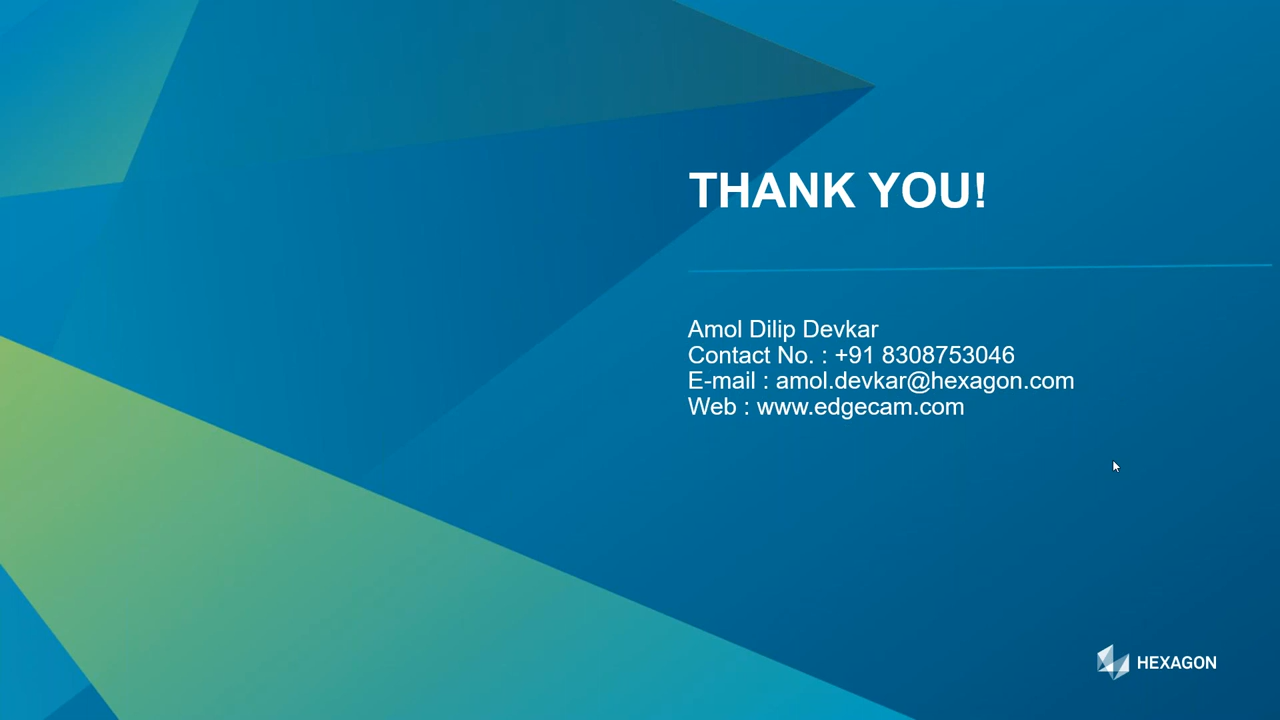 THANK YOU!
Amol Dilip Devkar
Contact No. : +91 8308753046
E-mail : amol.devkar@hexagon.com
Web : www.edgecam.com
HEXAGON